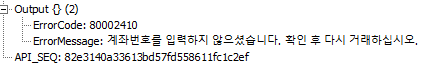 Output {} (2)
ErrorCode: 80002410
ErrorMessage: 계좌번호를 입력하지 않으셨습니다. 확인 후 다시 거래하십시오.
API_SEQ: 82e3140a33613bd57fd558611fc1c2ef